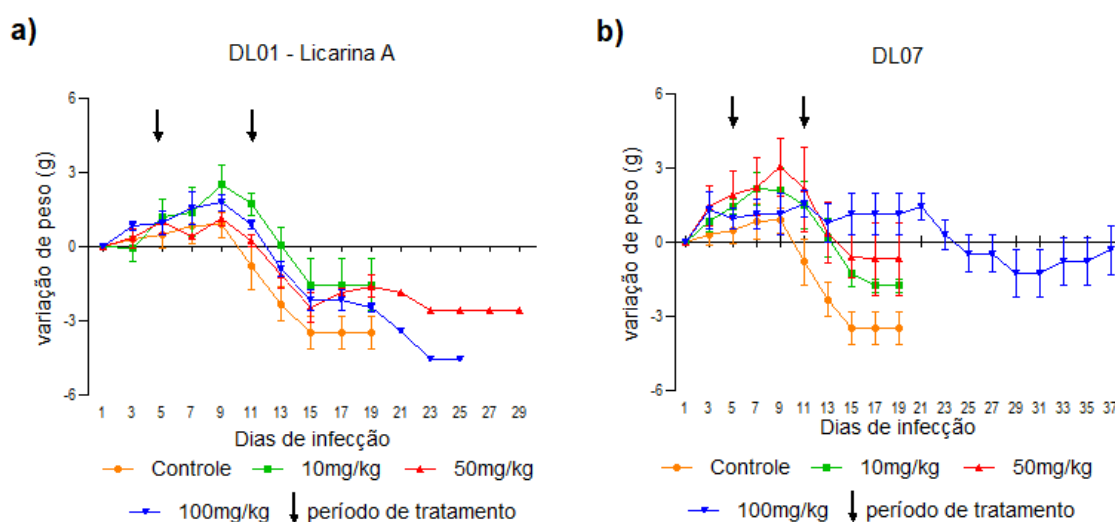 a)
DL01 - Licarina A
variação de peso (g)
6
3
0
-3
-6
1 3 5 7 9 11 13 15 17 19 21 23 25 27 29
Dias de infecção
Controle 10mg/kg 50mg/kg
100mg/kg período de tratamento
b)
DL07
variação de peso (g)
6
3
0
-3
-6
1 3 5 7 9 11 13 15 17 19 21 23 25 27 29 31 33 35 37
Dias de infecção
Controle 10mg/kg 50mg/kg
100mg/kg período de tratamento